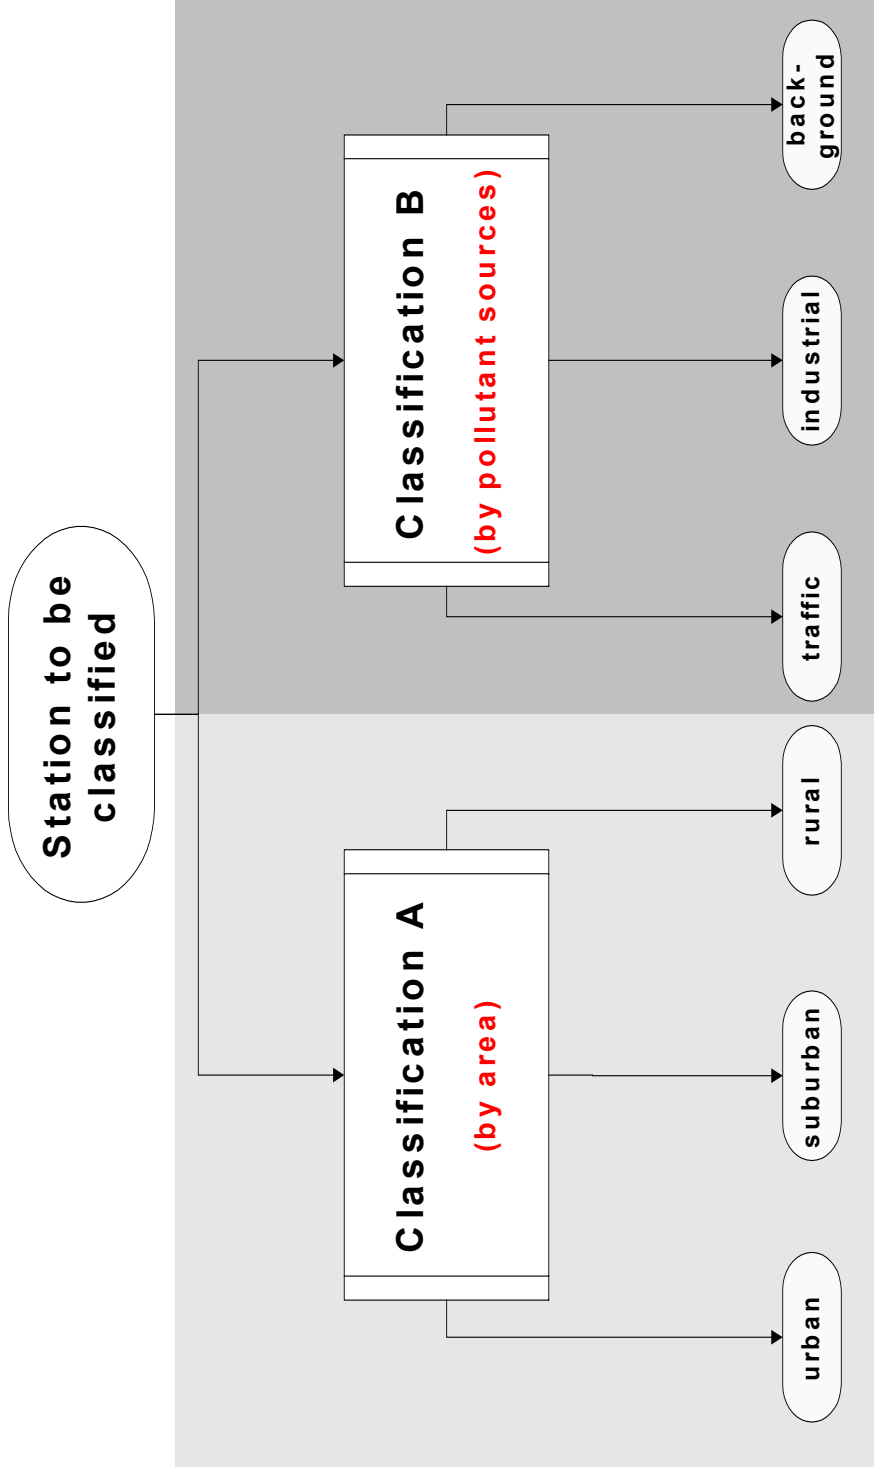 Station to be
classified
Classification A
(by area)
Classification B
(by pollutant sources)
urban
suburban
rural
traffic
industrial
back-
ground